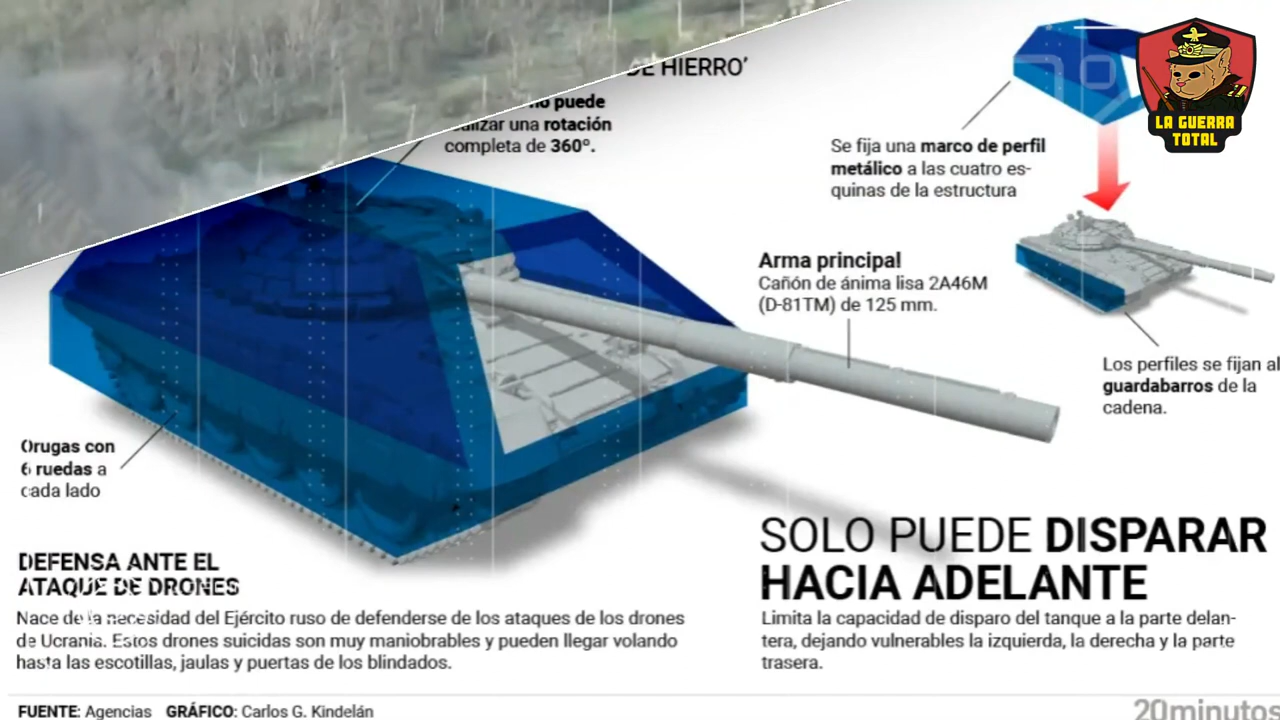 DE HIERRO’
no puede
realizar una rotación
completa de 360º.
Se fija una marco de perfil
metálico a las cuatro es-
quinas de la estructura
LA GUERRA
TOTAL
Arma principal
Cañón de ánima lisa 2A46M
(D-81TM) de 125 mm.
Los perfiles se fijan al
guardabarros de la
cadena.
Orugas con
6 ruedas a
cada lado
DEFENSA ANTE EL
ATAQUE DE DRONES
Nace de la necesidad del Ejército ruso de defenderse de los ataques de los drones
de Ucrania. Estos drones suicidas son muy maniobrables y pueden llegar volando
hasta las escotillas, jaulas y puertas de los blindados.
SOLO PUEDE DISPARAR
HACIA ADELANTE
Limita la capacidad de disparo del tanque a la parte delan-
tera, dejando vulnerables la izquierda, la derecha y la parte
trasera.
FUENTE: Agencias GRÁFICO: Carlos G. Kindelán
20minutos